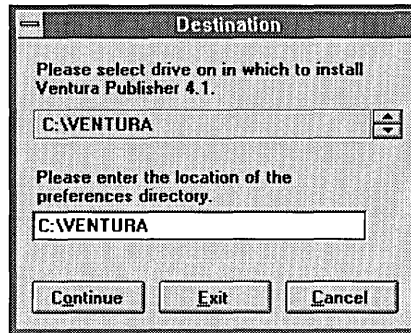 Destination
Please select drive on in which to install
Ventura Publisher 4.1.
C:\VENTURA
Please enter the location of the
preferences directory.
C:\VENTURA
Continue Exit Cancel